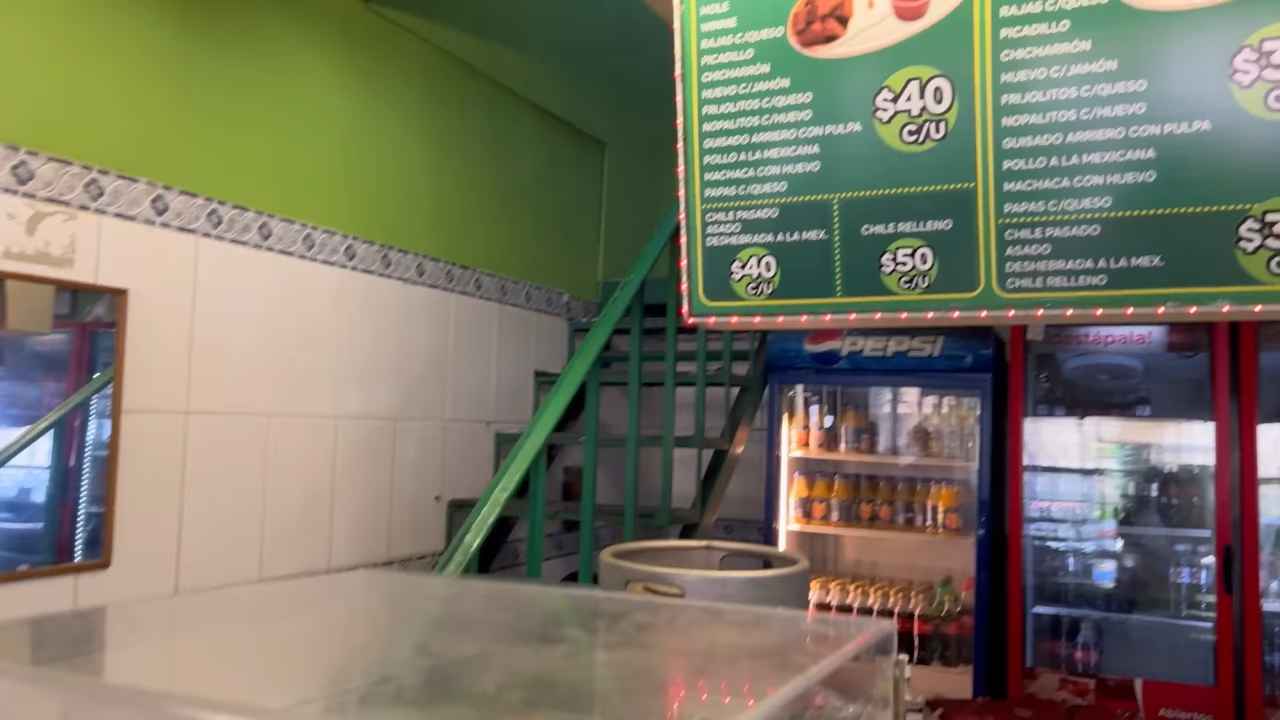 MOLE
WINNIE
RAJAS C/QUESO
PICADILLO
CHICHARRÓN
HUEVO C/JAMÓN
FRIJOLITOS C/QUESO
NOPALITOS C/HUEVO
GUISADO ARRIERO CON PULPA
POLLO A LA MEXICANA
MACHACA CON HUEVO
PAPAS C/QUESO
$40
C/U
CHILE PASADO
ASADO
DESHEBRADA A LA MEX.
$40
C/U
CHILE RELLENO
$50
C/U
RAJAS C/QUESO
PICADILLO
CHICHARRÓN
HUEVO C/JAMÓN
FRIJOLITOS C/QUESO
NOPALITOS C/HUEVO
GUISADO ARRIERO CON PULPA
POLLO A LA MEXICANA
MACHACA CON HUEVO
PAPAS C/QUESO
CHILE PASADO
ASADO
DESHEBRADA A LA MEX.
CHILE RELLENO
PEPSI
destápala!